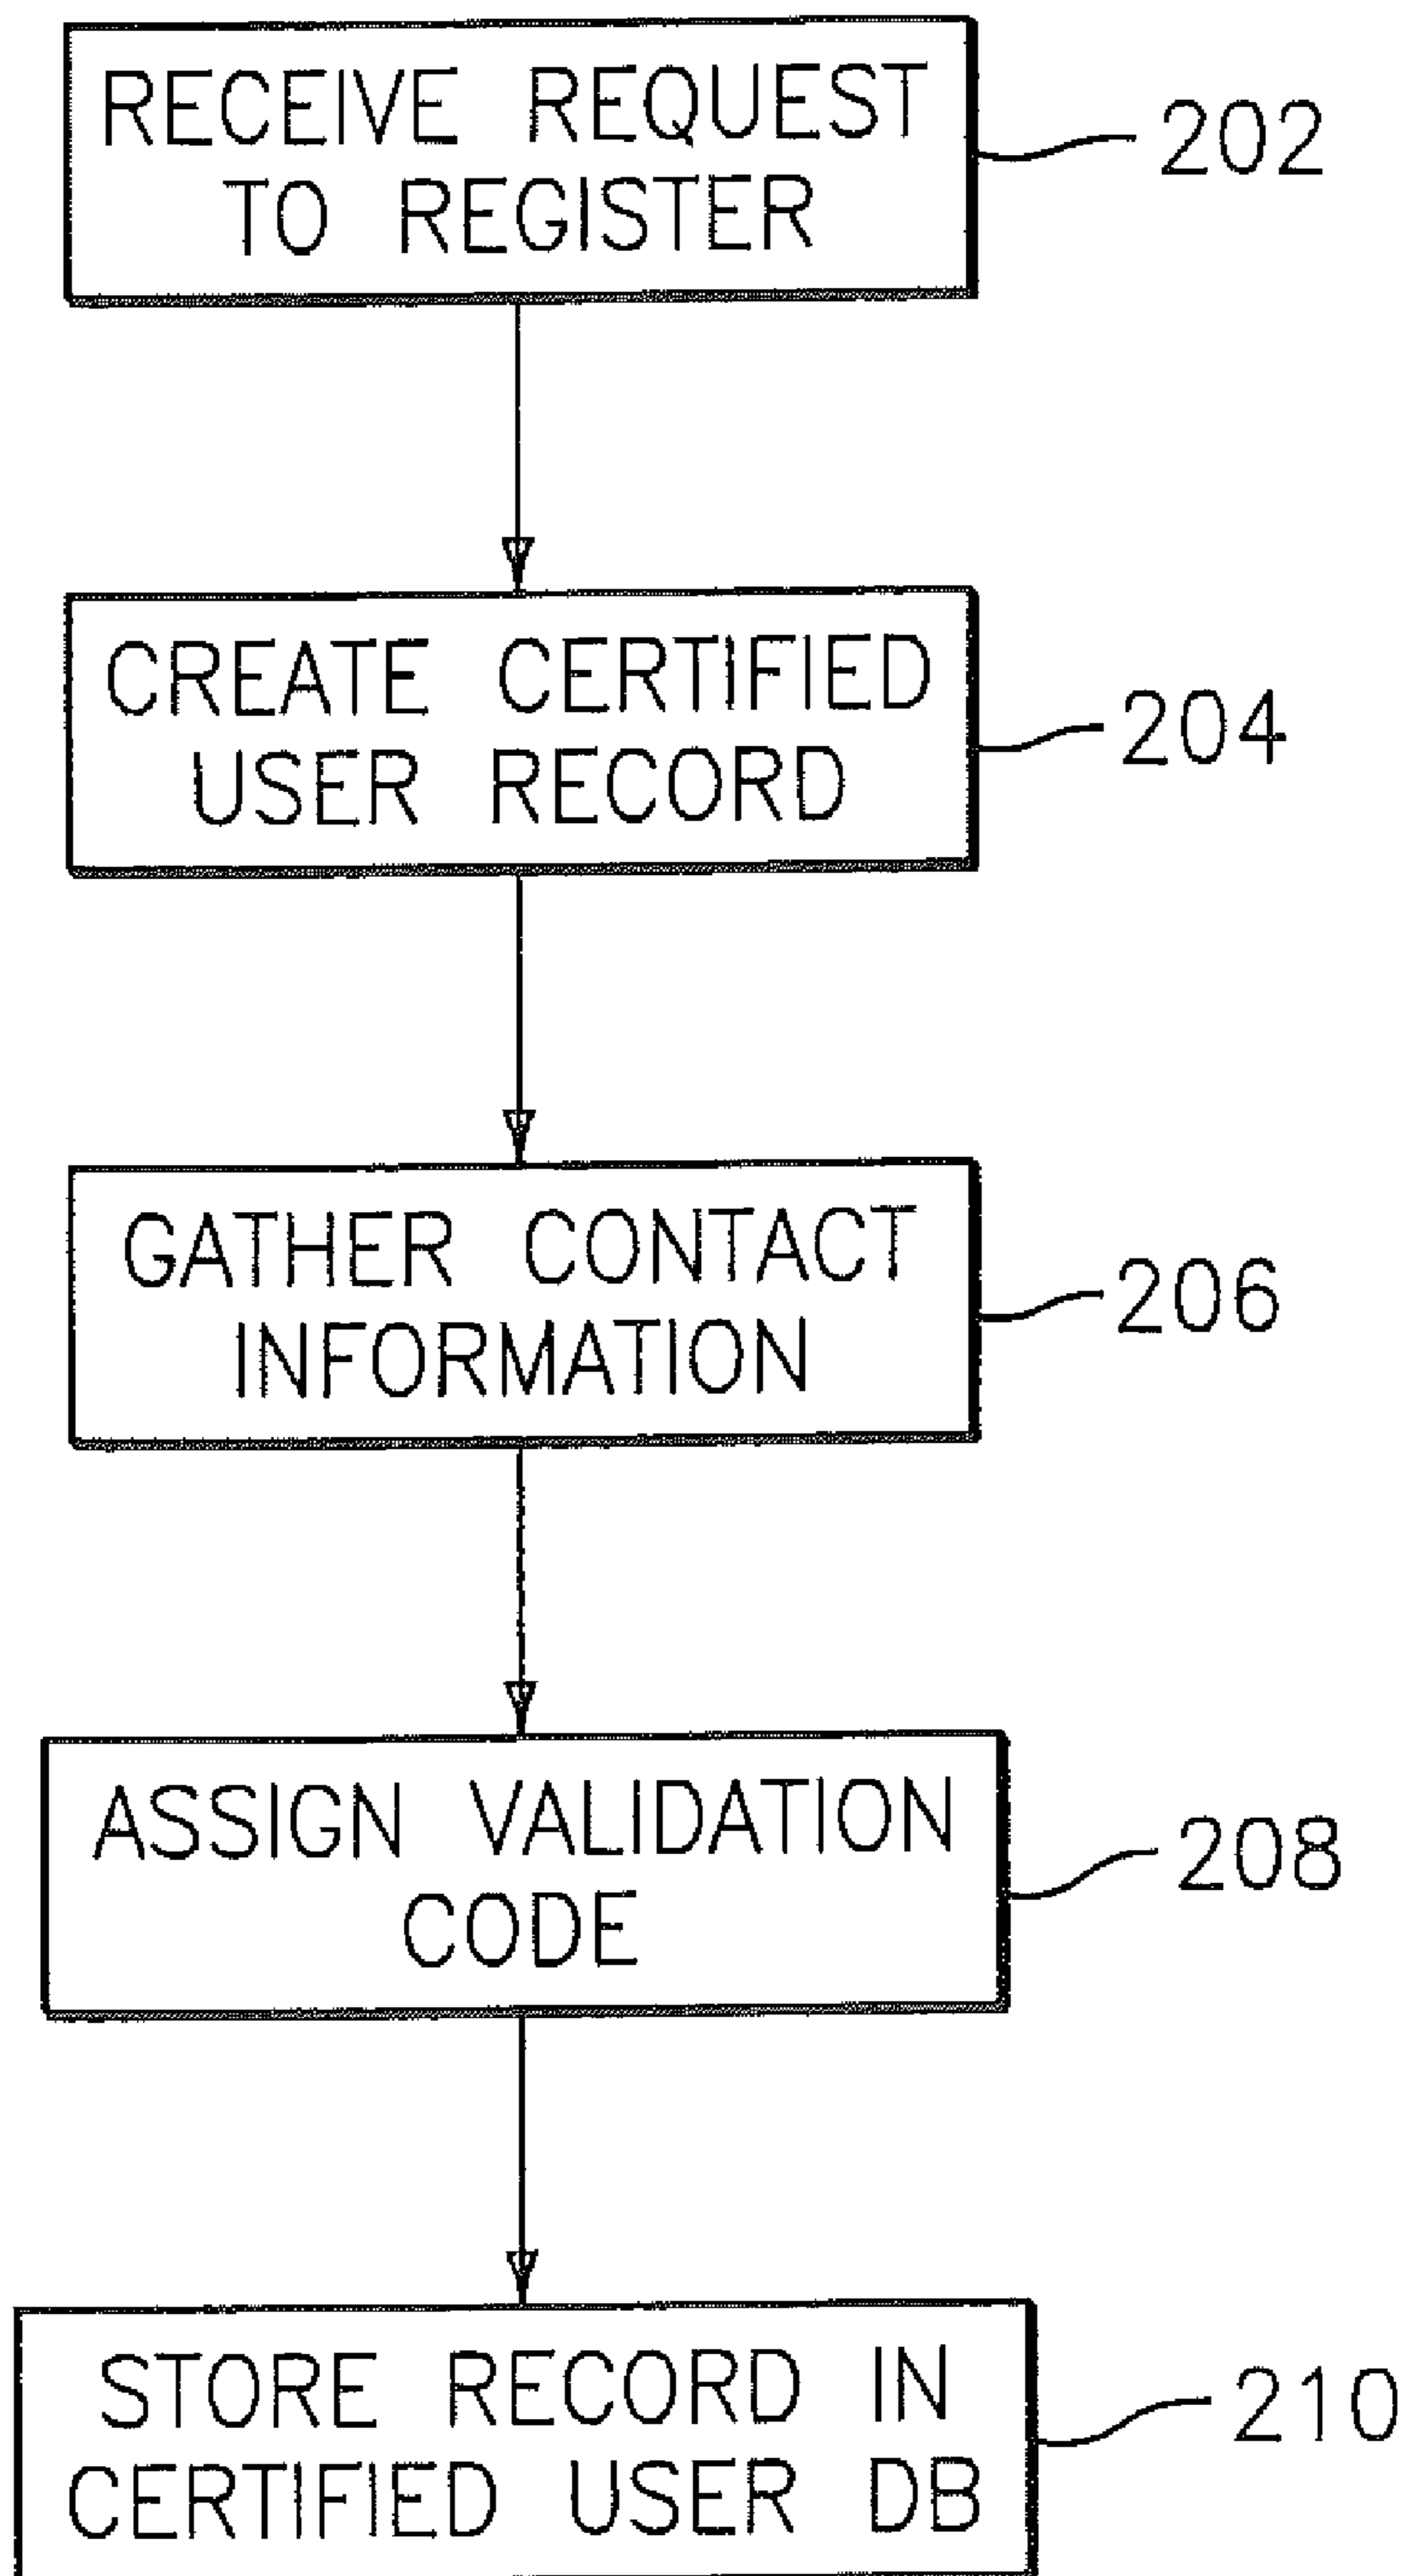 RECEIVE REQUEST
TO REGISTER
202
CREATE CERTIFIED
USER RECORD
204
GATHER CONTACT
INFORMATION
206
ASSIGN VALIDATION
CODE
208
STORE RECORD IN
CERTIFIED USER DB
210